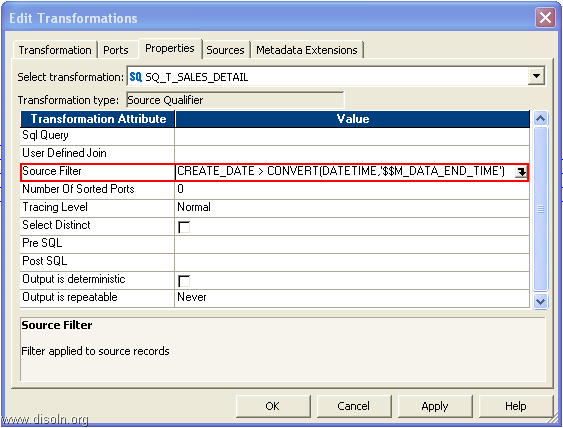 Edit Transformations
Transformation Ports Properties Sources Metadata Extensions
Select transformation: SQ SQ_T_SALES_DETAIL
Transformation type: Source Qualifier
Transformation Attribute Value
Sql Query
User Defined Join
Source Filter CREATE_DATE > CONVERT(DATETIME,'$$M_DATA_END_TIME')
Number Of Sorted Ports 0
Tracing Level Normal
Select Distinct
Pre SQL
Post SQL
Output is deterministic
Output is repeatable Never
Source Filter
Filter applied to source records
OK Cancel Apply Help
www.disoln.org